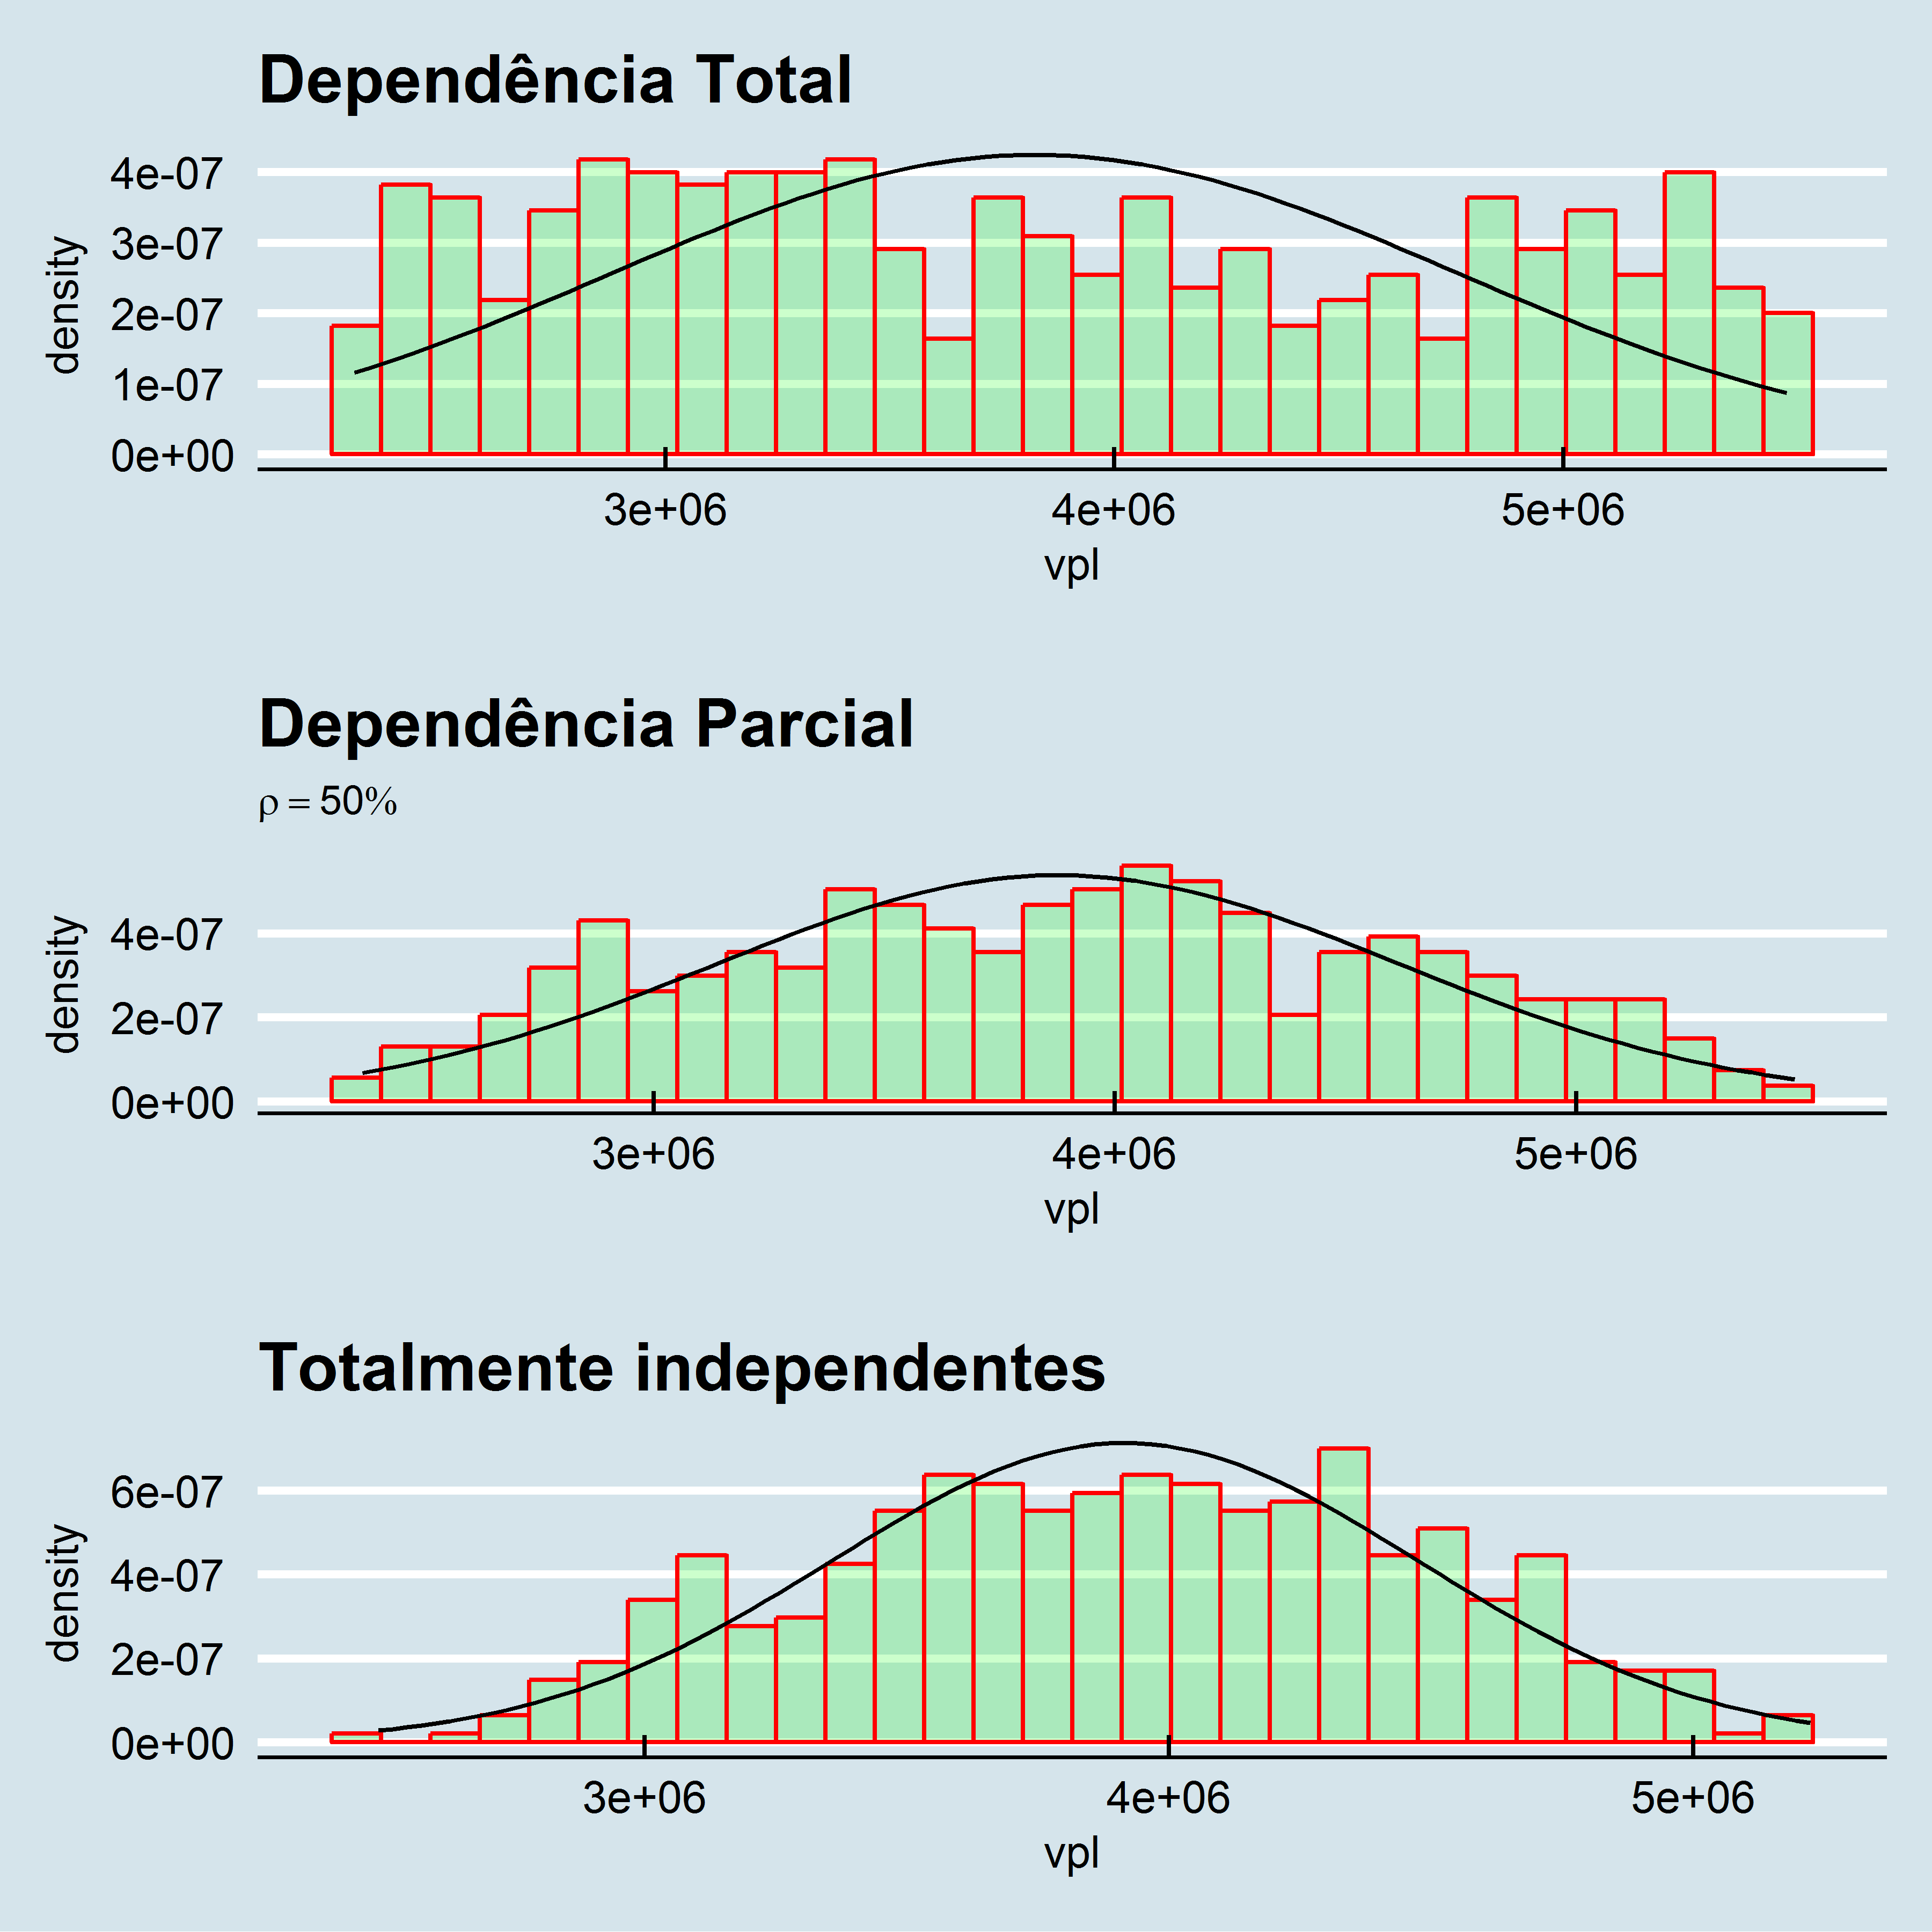 Dependência Total
4e-07
3e-07
2e-07
1e-07
0e+00
density
3e+06 4e+06 5e+06
vpl
Dependência Parcial
ρ = 50%
4e-07
2e-07
0e+00
density
3e+06 4e+06 5e+06
vpl
Totalmente independentes
6e-07
4e-07
2e-07
0e+00
density
3e+06 4e+06 5e+06
vpl